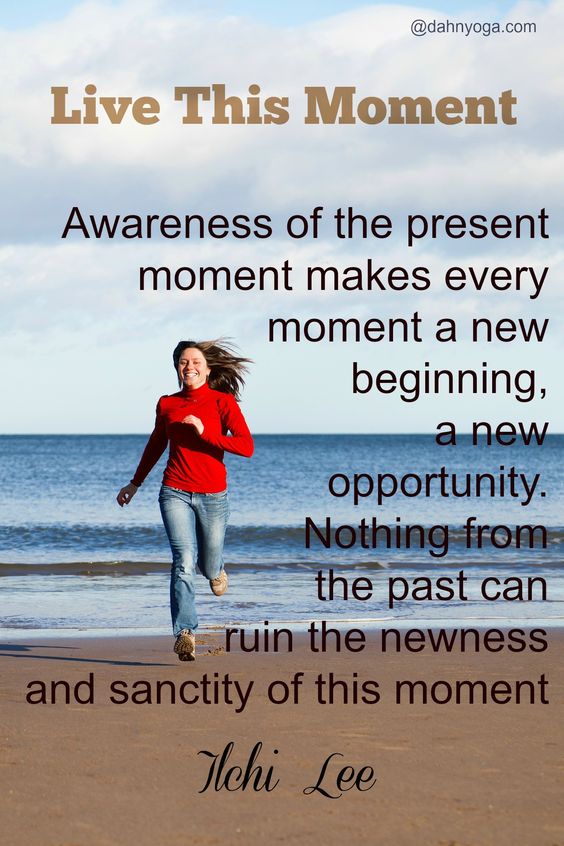 @dahnyoga.com
Live This Moment
Awareness of the present
moment makes every
moment a new
beginning,
a new
opportunity.
Nothing from
the past can
ruin the newness
and sanctity of this moment
Ilchi Lee